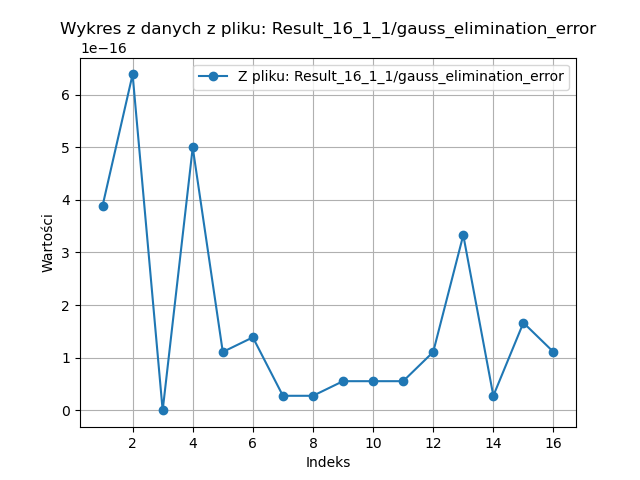 Wykres z danych z pliku: Result_16_1_1/gauss_elimination_error
1e−16
Z pliku: Result_16_1_1/gauss_elimination_error
6
5
4
3
2
1
0
Wartości
2 4 6 8 10 12 14 16
Indeks